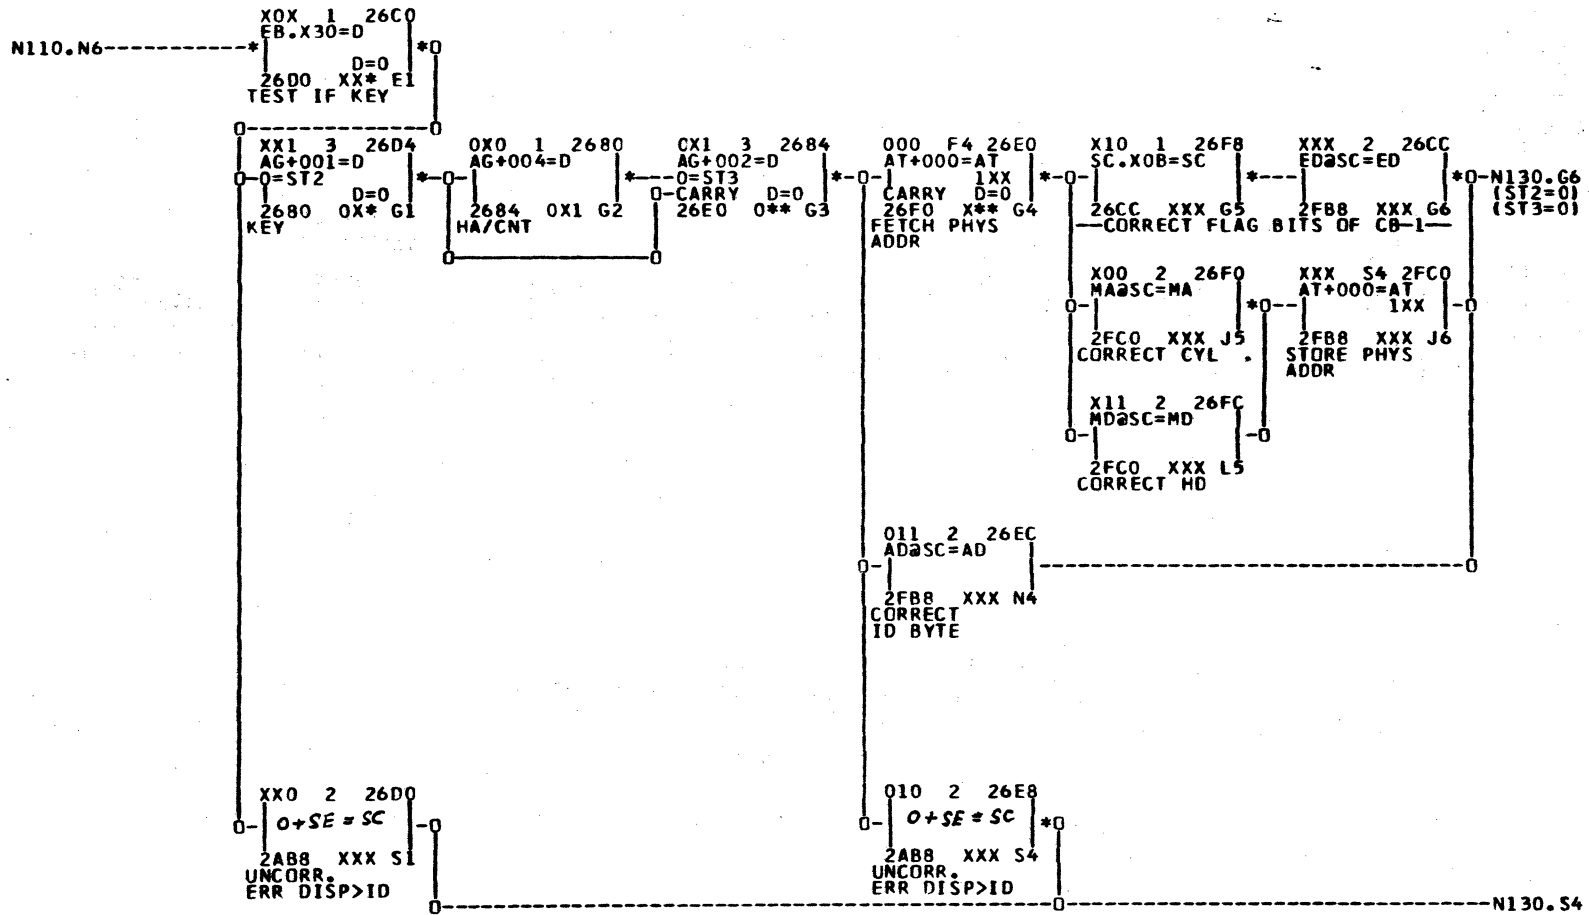 X0X 1 26C0
EB.X30=D
N110.N6-----------* *0
D=0
26D0 XX* E1
TEST IF KEY
XX1 3 26D4
AG+001=D
0=ST2
D=0
2680 0X* G1
KEY
0X0 1 2680
AG+004=D
2684 0X1 G2
HA/CNT
0X1 3 2684
AG+002=D
0=ST3
CARRY D=0
26E0 0** G3
000 F4 26E0
AT+000=AT
1XX
CARRY D=0
26F0 X** G4
FETCH PHYS
ADDR
X10 1 26F8
SC.X0B=SC
26CC XXX G5
XXX 2 26CC
ED@SC=ED
2FB8 XXX G6
—CORRECT FLAG BITS OF CB-1—
*0-N130.G6
(ST2=0)
(ST3=0)
X00 2 26F0
MA@SC=MA
2FC0 XXX J5
CORRECT CYL
XXX S4 2FC0
AT+000=AT
1XX
2FB8 XXX J6
STORE PHYS
ADDR
X11 2 26FC
MD@SC=MD
2FC0 XXX L5
CORRECT HD
011 2 26EC
AD@SC=AD
2FB8 XXX N4
CORRECT
ID BYTE
XX0 2 26D0
0+SE=SC
2AB8 XXX S1
UNCORR.
ERR DISP>ID
010 2 26E8
0+SE=SC
2AB8 XXX S4
UNCORR.
ERR DISP>ID
N130.S4